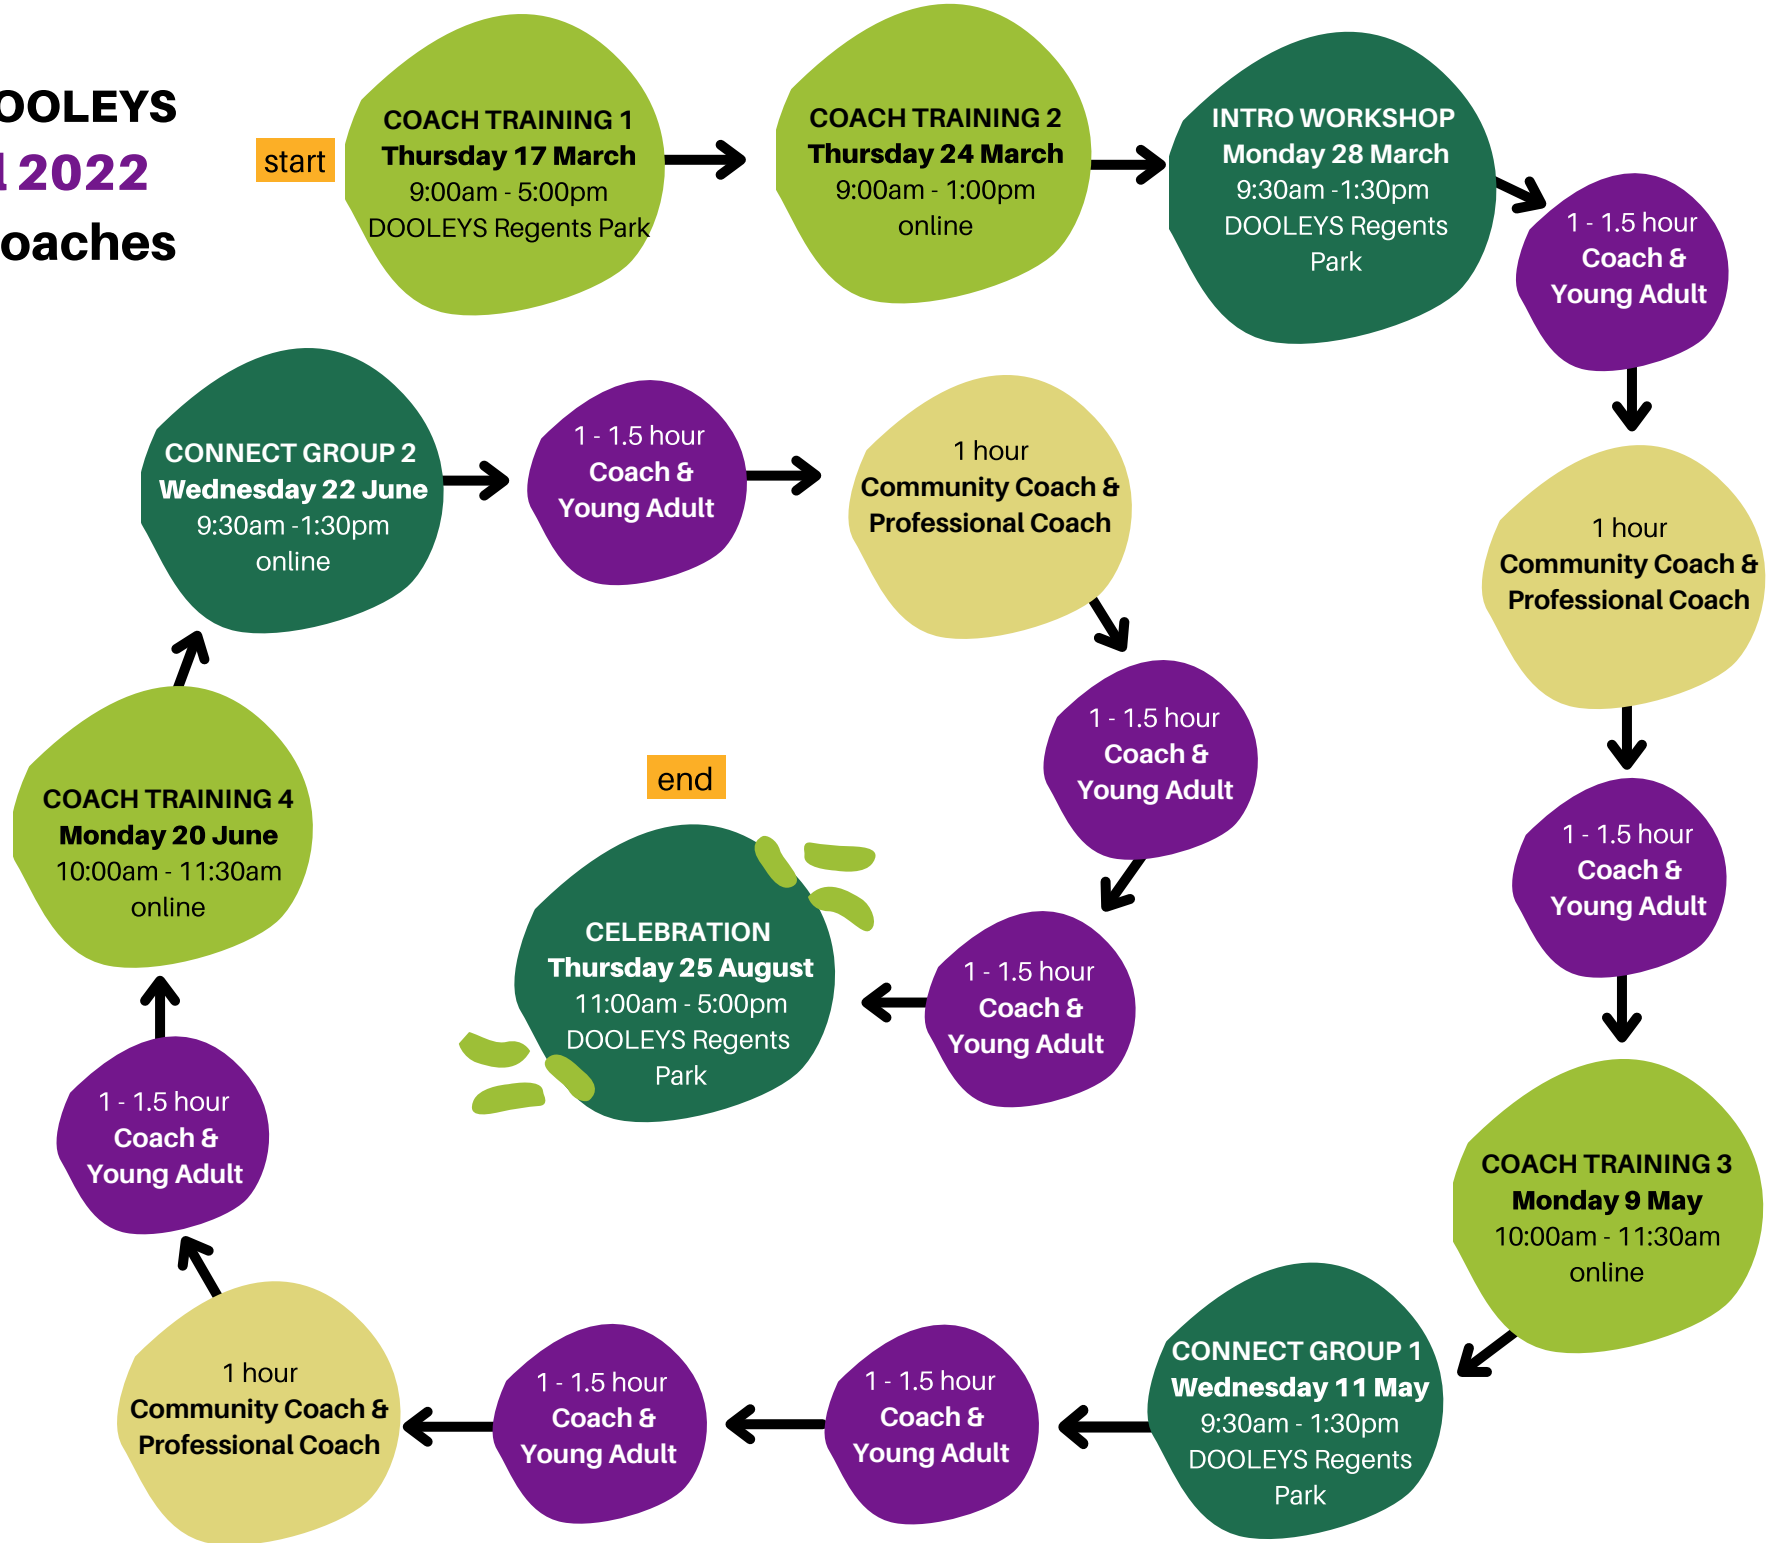 OOLEYS
2022
oaches
start
COACH TRAINING 1
Thursday 17 March
9:00am - 5:00pm
DOOLEYS Regents Park
COACH TRAINING 2
Thursday 24 March
9:00am - 1:00pm
online
INTRO WORKSHOP
Monday 28 March
9:30am -1:30pm
DOOLEYS Regents
Park
1 - 1.5 hour
Coach &
Young Adult
1 hour
Community Coach &
Professional Coach
1 - 1.5 hour
Coach &
Young Adult
COACH TRAINING 3
Monday 9 May
10:00am - 11:30am
online
CONNECT GROUP 1
Wednesday 11 May
9:30am - 1:30pm
DOOLEYS Regents
Park
1 - 1.5 hour
Coach &
Young Adult
1 - 1.5 hour
Coach &
Young Adult
1 hour
Community Coach &
Professional Coach
1 - 1.5 hour
Coach &
Young Adult
COACH TRAINING 4
Monday 20 June
10:00am - 11:30am
online
CONNECT GROUP 2
Wednesday 22 June
9:30am -1:30pm
online
1 - 1.5 hour
Coach &
Young Adult
1 hour
Community Coach &
Professional Coach
1 - 1.5 hour
Coach &
Young Adult
1 - 1.5 hour
Coach &
Young Adult
end
CELEBRATION
Thursday 25 August
11:00am - 5:00pm
DOOLEYS Regents
Park